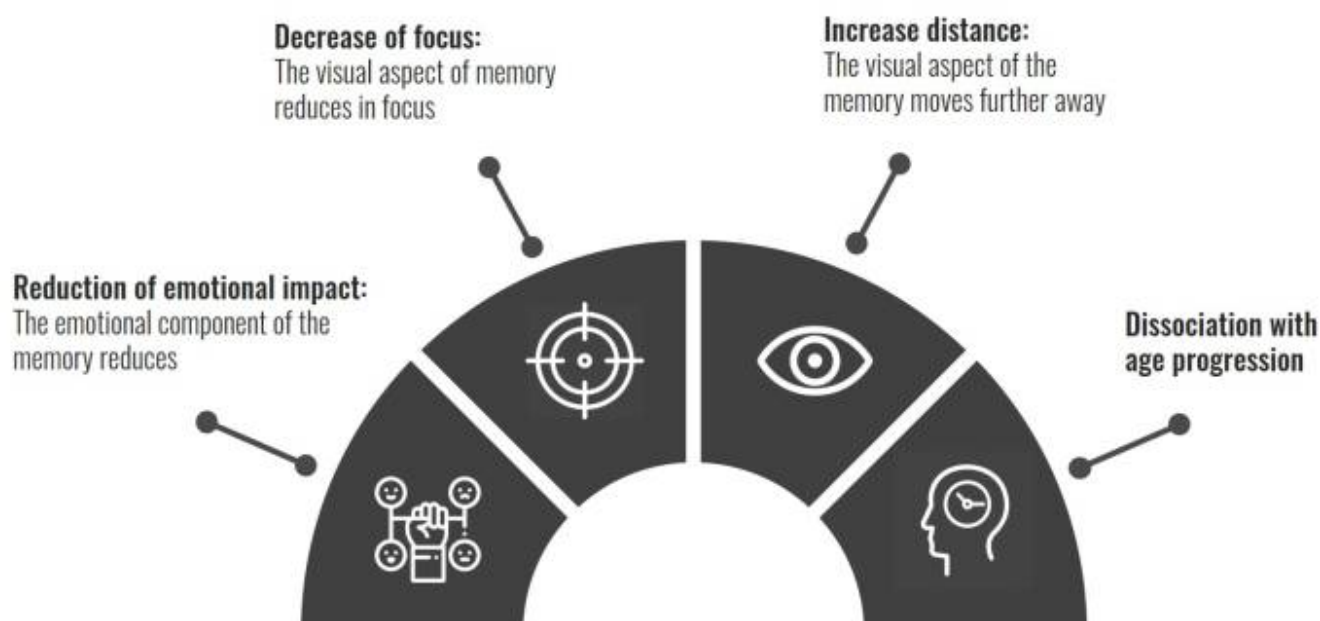 Decrease of focus:
The visual aspect of memory
reduces in focus
Increase distance:
The visual aspect of the
memory moves further away
Reduction of emotional impact:
The emotional component of the
memory reduces
Dissociation with
age progression